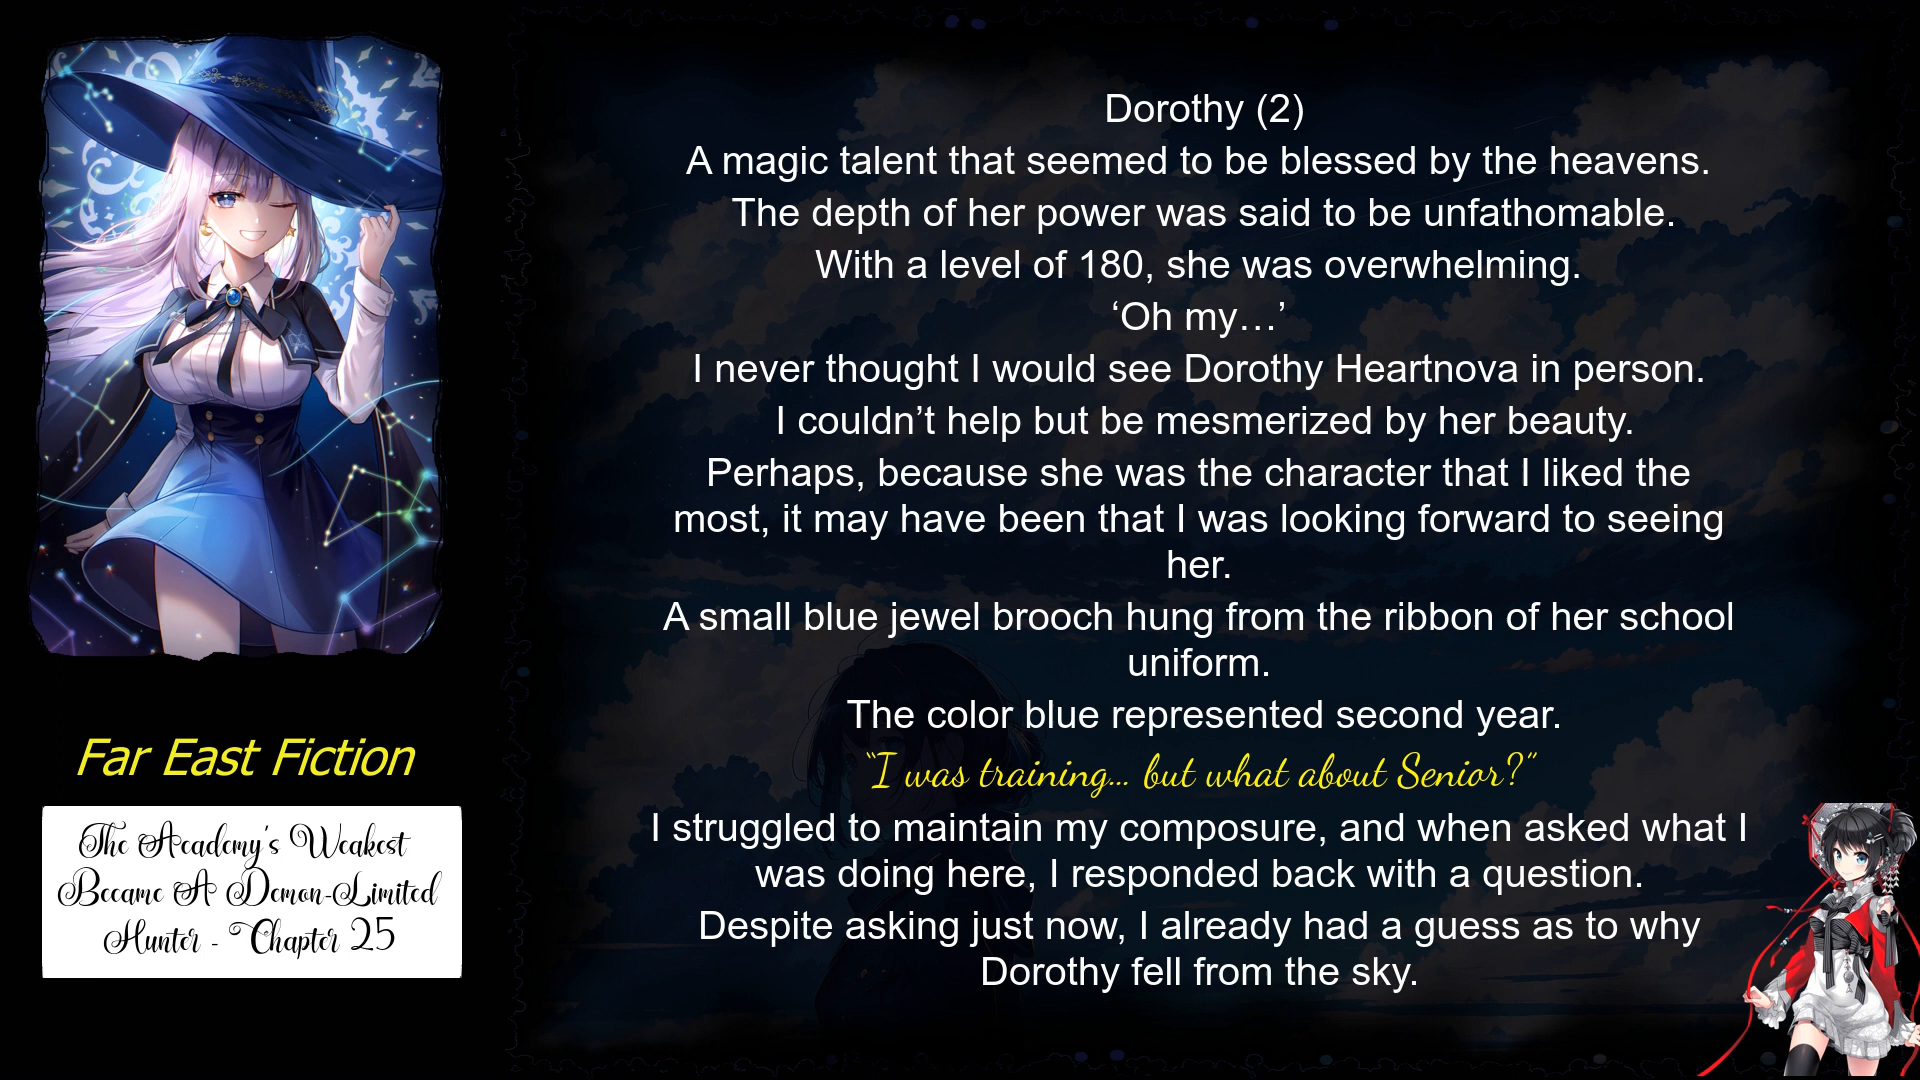 Dorothy (2)
A magic talent that seemed to be blessed by the heavens.
The depth of her power was said to be unfathomable.
With a level of 180, she was overwhelming.
‘Oh my…’
I never thought I would see Dorothy Heartnova in person.
I couldn’t help but be mesmerized by her beauty.
Perhaps, because she was the character that I liked the
most, it may have been that I was looking forward to seeing
her.
A small blue jewel brooch hung from the ribbon of her school
uniform.
The color blue represented second year.
“I was training… but what about Senior?”
I struggled to maintain my composure, and when asked what I
was doing here, I responded back with a question.
Despite asking just now, I already had a guess as to why
Dorothy fell from the sky.
Far East Fiction
The Academy's Weakest
Became A Demon-Limited
Hunter - Chapter 25